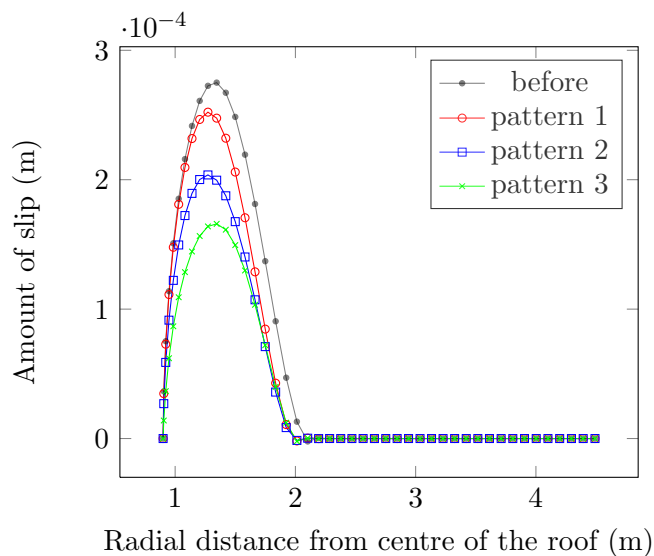 ·10−4
3
2
1
0
1
2
3
4
Amount of slip (m)
Radial distance from centre of the roof (m)
before
pattern 1
pattern 2
pattern 3